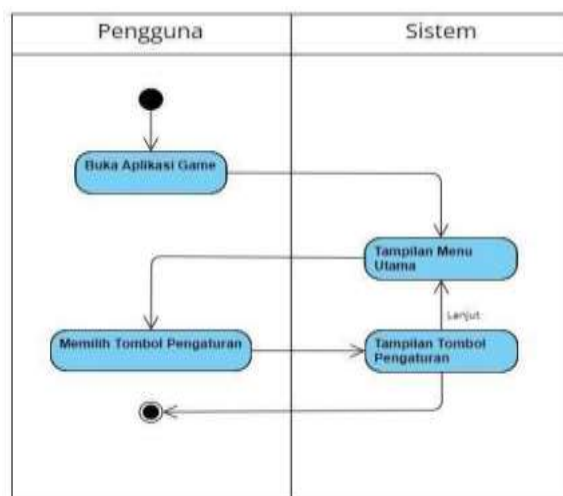 Pengguna
Sistem
Buka Aplikasi Game
Tampilan Menu
Utama
Lanjut
Memilih Tombol Pengaturan
Tampilan Tombol
Pengaturan